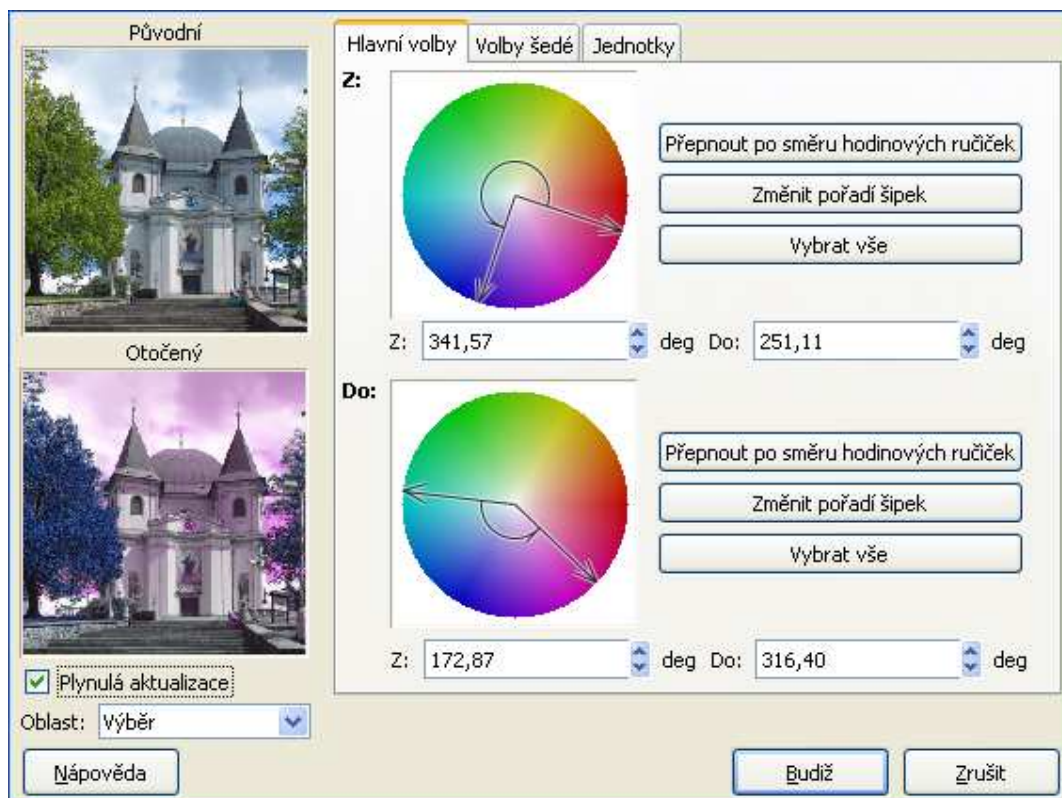 Původní
Hlavní volby Volby šedé Jednotky
Z:
Přepnout po směru hodinových ručiček
Změnit pořadí šipek
Vybrat vše
Z: 341,57 deg Do: 251,11 deg
Otočený
Do:
Přepnout po směru hodinových ručiček
Změnit pořadí šipek
Vybrat vše
Z: 172,87 deg Do: 316,40 deg
Plynulá aktualizace
Oblast: Výběr
Nápověda Budiž Zrušit